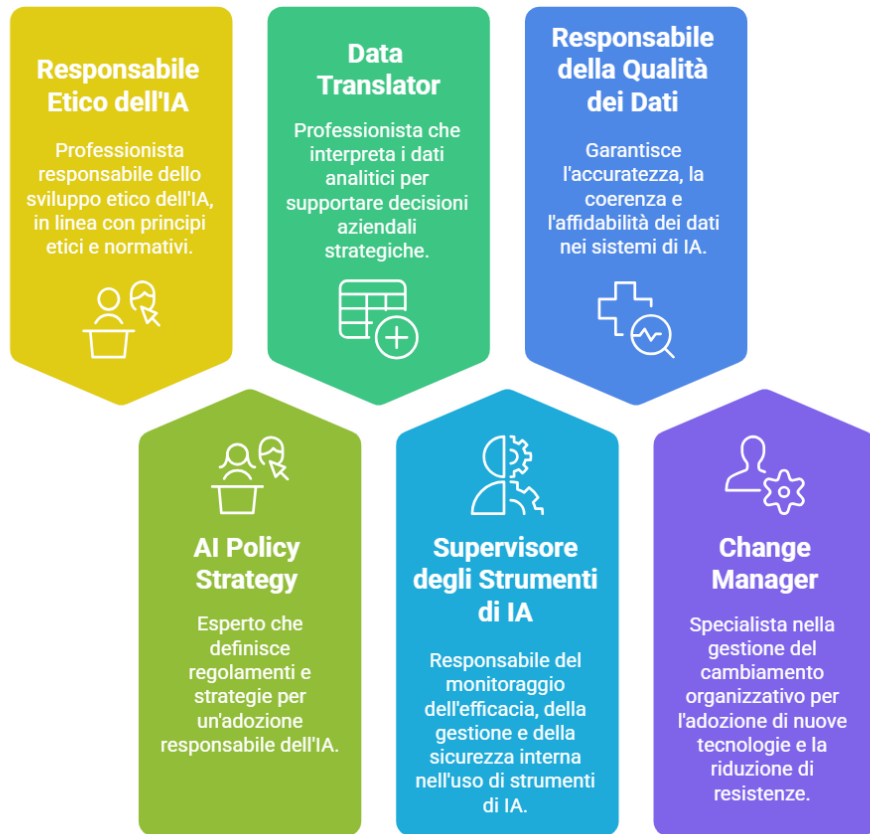 Responsabile
Etico dell'IA
Professionista
responsabile dello
sviluppo etico dell'IA,
in linea con principi
etici e normativi.
Data
Translator
Professionista che
interpreta i dati
analitici per
supportare decisioni
aziendali
strategiche.
Responsabile
della Qualità
dei Dati
Garantisce
l'accuratezza, la
coerenza e
l'affidabilità dei dati
nei sistemi di IA.
AI Policy
Strategy
Esperto che
definisce
regolamenti e
strategie per
un'adozione
responsabile dell'IA.
Supervisore
degli Strumenti
di IA
Responsabile del
monitoraggio
dell'efficacia, della
gestione e della
sicurezza interna
nell'uso di strumenti
di IA.
Change
Manager
Specialista nella
gestione del
cambiamento
organizzativo per
l'adozione di nuove
tecnologie e la
riduzione di
resistenze.